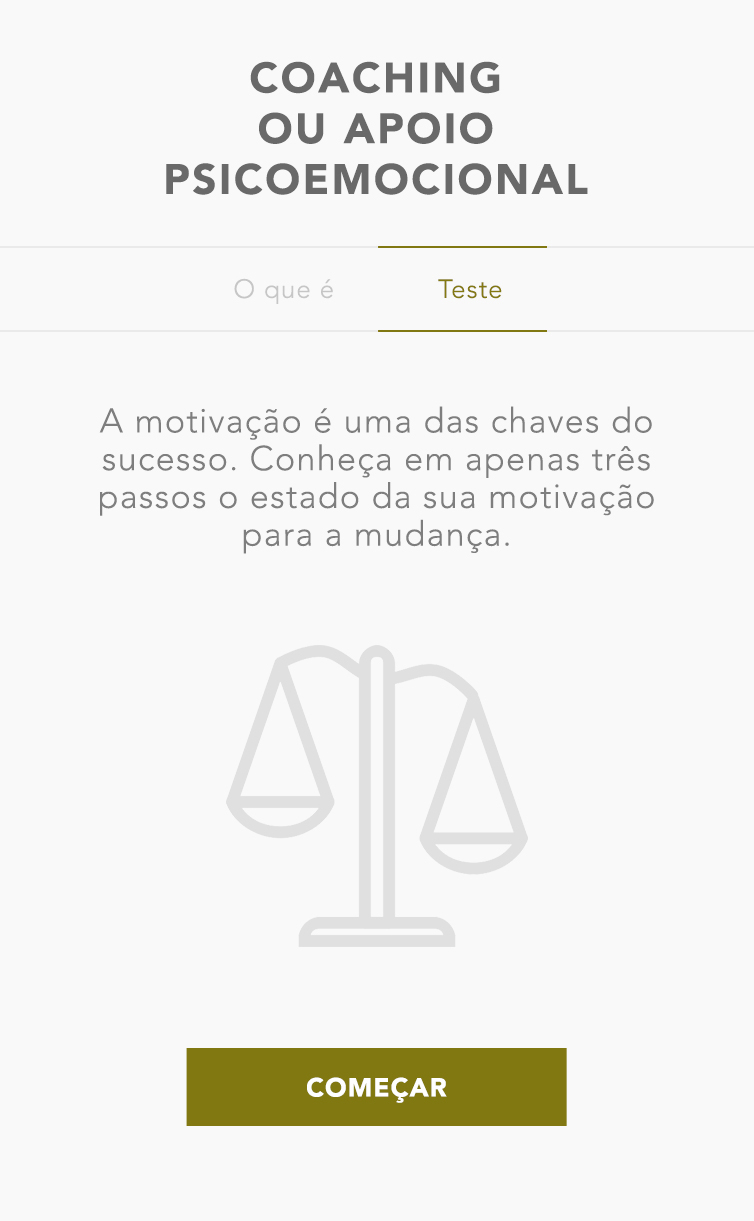 COACHING
OU APOIO
PSICOEMOCIONAL
O que é
Teste
A motivação é uma das chaves do
sucesso. Conheça em apenas três
passos o estado da sua motivação
para a mudança.
COMEÇAR